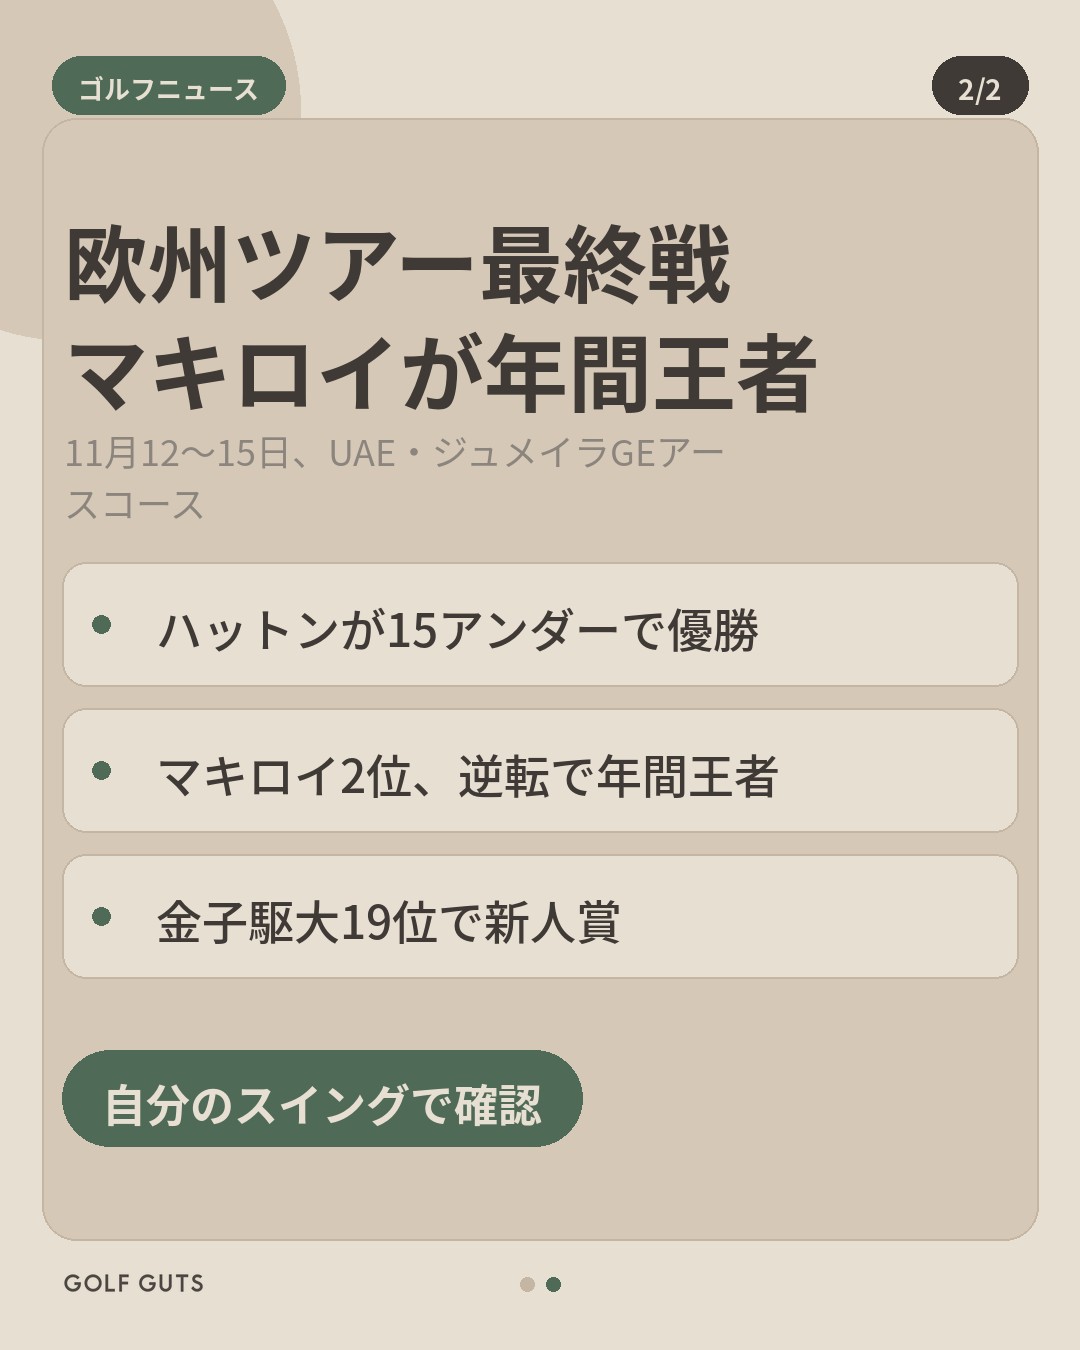 ゴルフニュース
2/2
欧州ツアー最終戦
マキロイが年間王者
11月12〜15日、UAE・ジュメイラGEアー
スコース
ハットンが15アンダーで優勝
マキロイ2位、逆転で年間王者
金子駆大19位で新人賞
自分のスイングで確認
GOLF GUTS